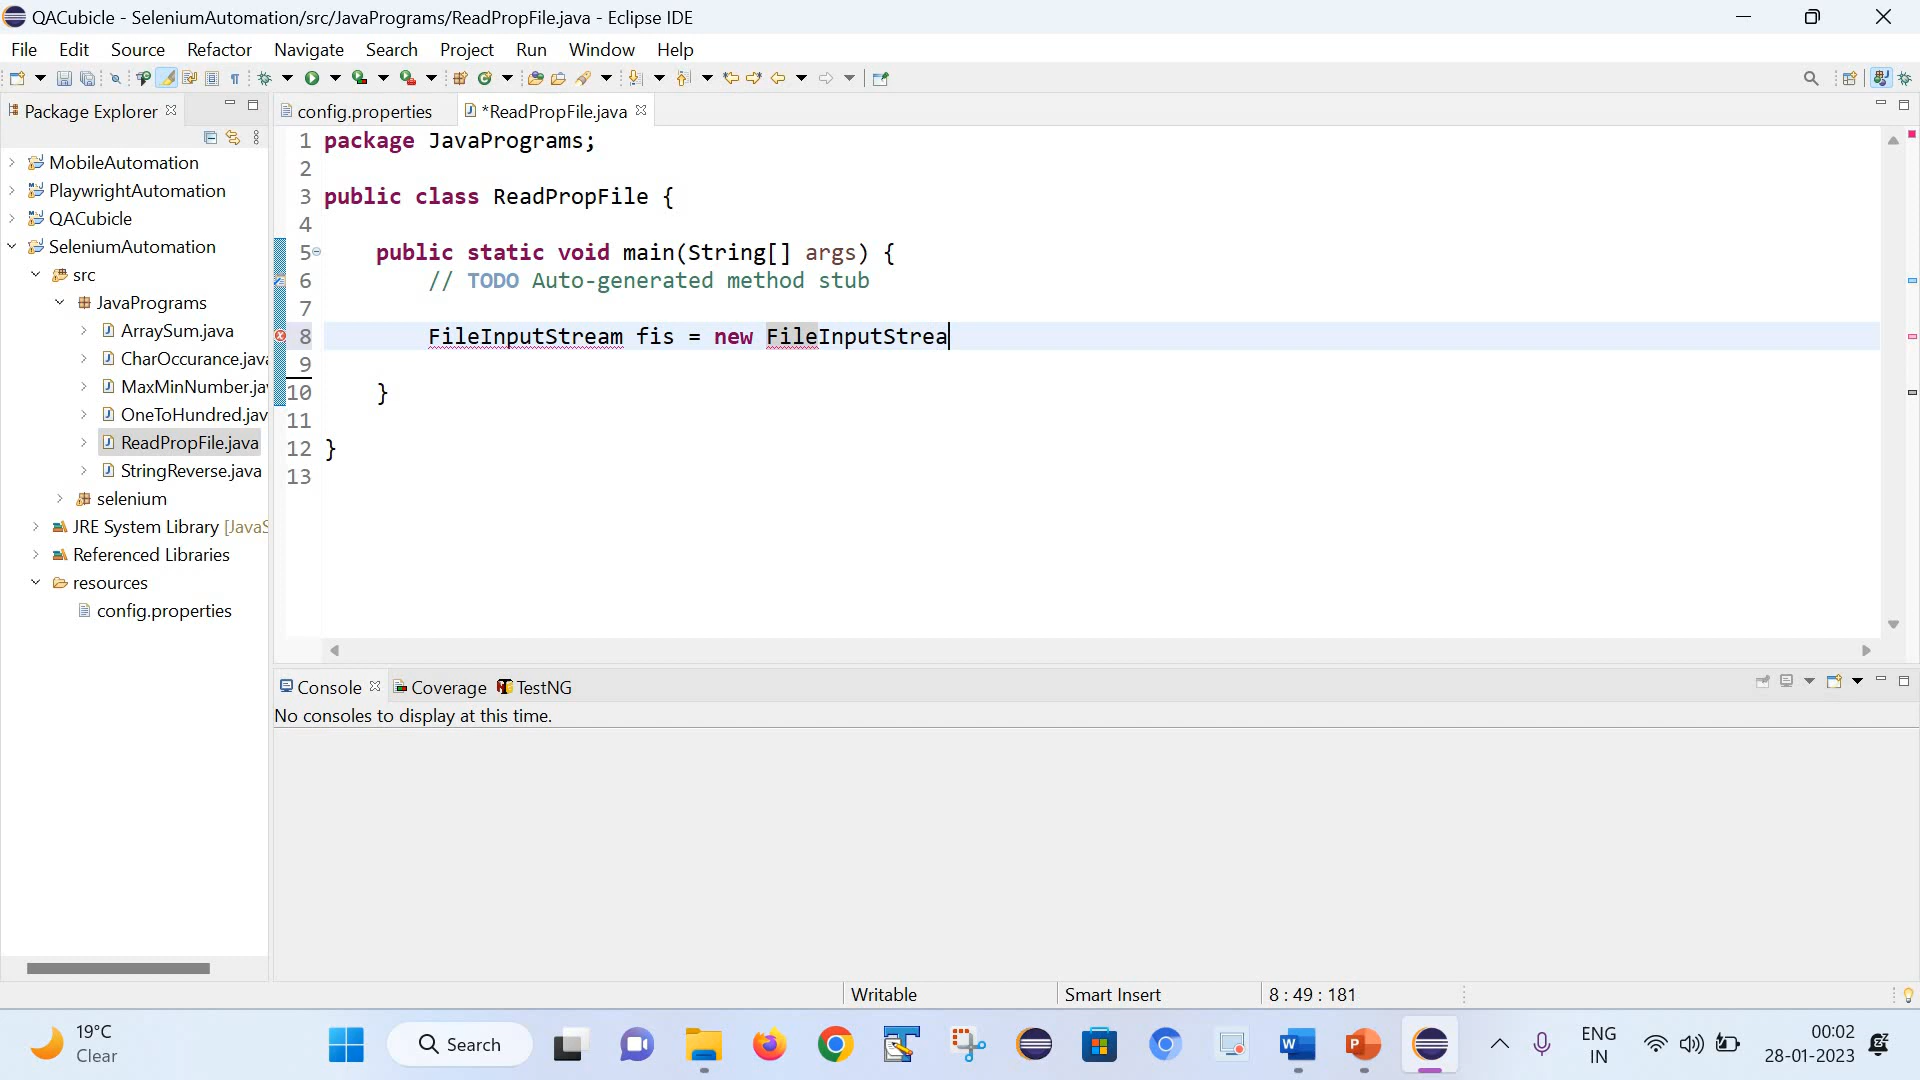 QACubicle - SeleniumAutomation/src/JavaPrograms/ReadPropFile.java - Eclipse IDE
File Edit Source Refactor Navigate Search Project Run Window Help
Package Explorer
MobileAutomation
PlaywrightAutomation
QACubicle
SeleniumAutomation
src
JavaPrograms
ArraySum.java
CharOccurance.java
MaxMinNumber.jav
OneToHundred.jav
ReadPropFile.java
StringReverse.java
selenium
JRE System Library [JavaS
Referenced Libraries
resources
config.properties
config.properties *ReadPropFile.java
1 package JavaPrograms;
2
3 public class ReadPropFile {
4
5 public static void main(String[] args) {
6 // TODO Auto-generated method stub
7
8 FileInputStream fis = new FileInputStrea
9
10 }
11
12 }
13
Console Coverage TestNG
No consoles to display at this time.
Writable Smart Insert 8 : 49 : 181
19°C
Clear
Search
ENG
IN
00:02
28-01-2023